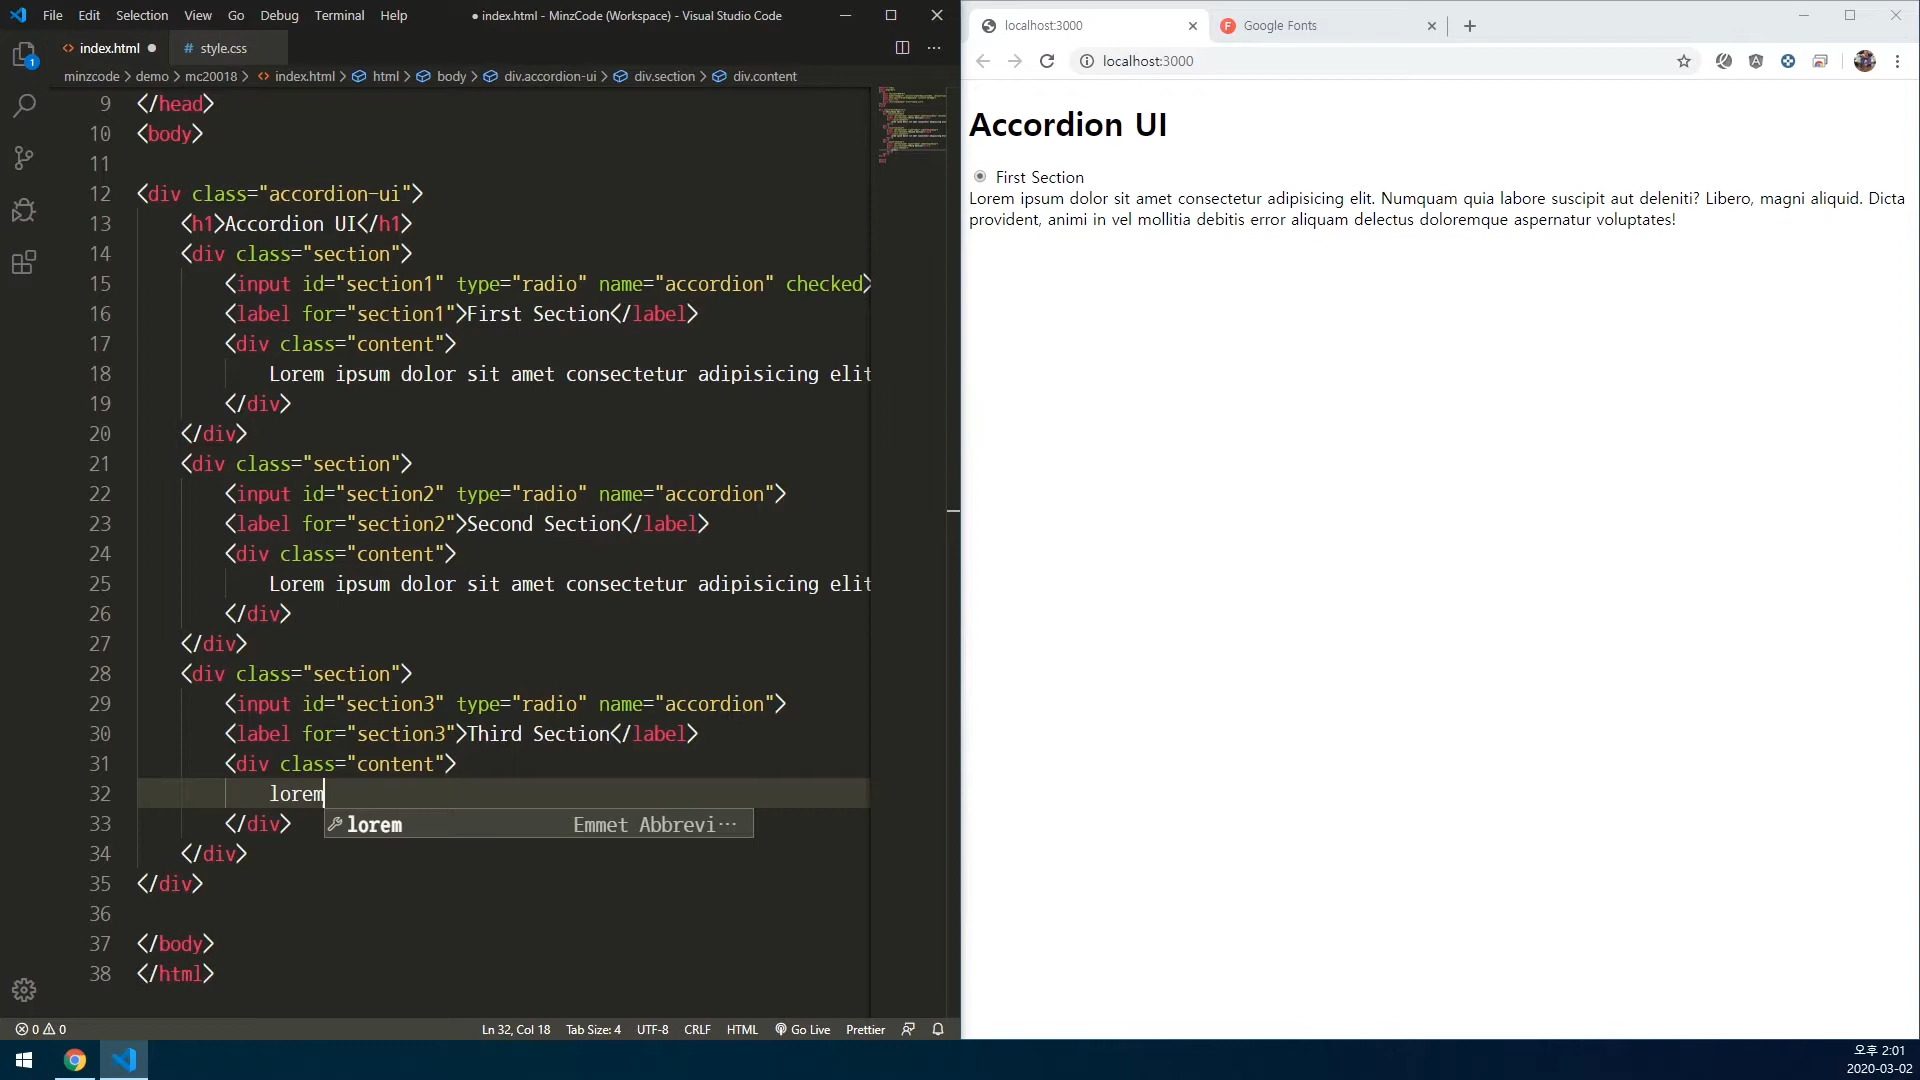 File Edit Selection View Go Debug Terminal Help ● index.html - MinzCode (Workspace) - Visual Studio Code
index.html style.css
minzcode > demo > mc20018 > index.html > html > body > div.accordion-ui > div.section > div.content
9 </head>
10 <body>
11
12 <div class="accordion-ui">
13 <h1>Accordion UI</h1>
14 <div class="section">
15 <input id="section1" type="radio" name="accordion" checked>
16 <label for="section1">First Section</label>
17 <div class="content">
18 Lorem ipsum dolor sit amet consectetur adipisicing elit
19 </div>
20 </div>
21 <div class="section">
22 <input id="section2" type="radio" name="accordion">
23 <label for="section2">Second Section</label>
24 <div class="content">
25 Lorem ipsum dolor sit amet consectetur adipisicing elit
26 </div>
27 </div>
28 <div class="section">
29 <input id="section3" type="radio" name="accordion">
30 <label for="section3">Third Section</label>
31 <div class="content">
32 lorem
33 </div>
lorem Emmet Abbrevi···
34 </div>
35 </div>
36
37 </body>
38 </html>
0 0 Ln 32, Col 18 Tab Size: 4 UTF-8 CRLF HTML Go Live Prettier
1
localhost:3000 Google Fonts
localhost:3000
Accordion UI
First Section
Lorem ipsum dolor sit amet consectetur adipisicing elit. Numquam quia labore suscipit aut deleniti? Libero, magni aliquid. Dicta
provident, animi in vel mollitia debitis error aliquam delectus doloremque aspernatur voluptates!
오후 2:01
2020-03-02